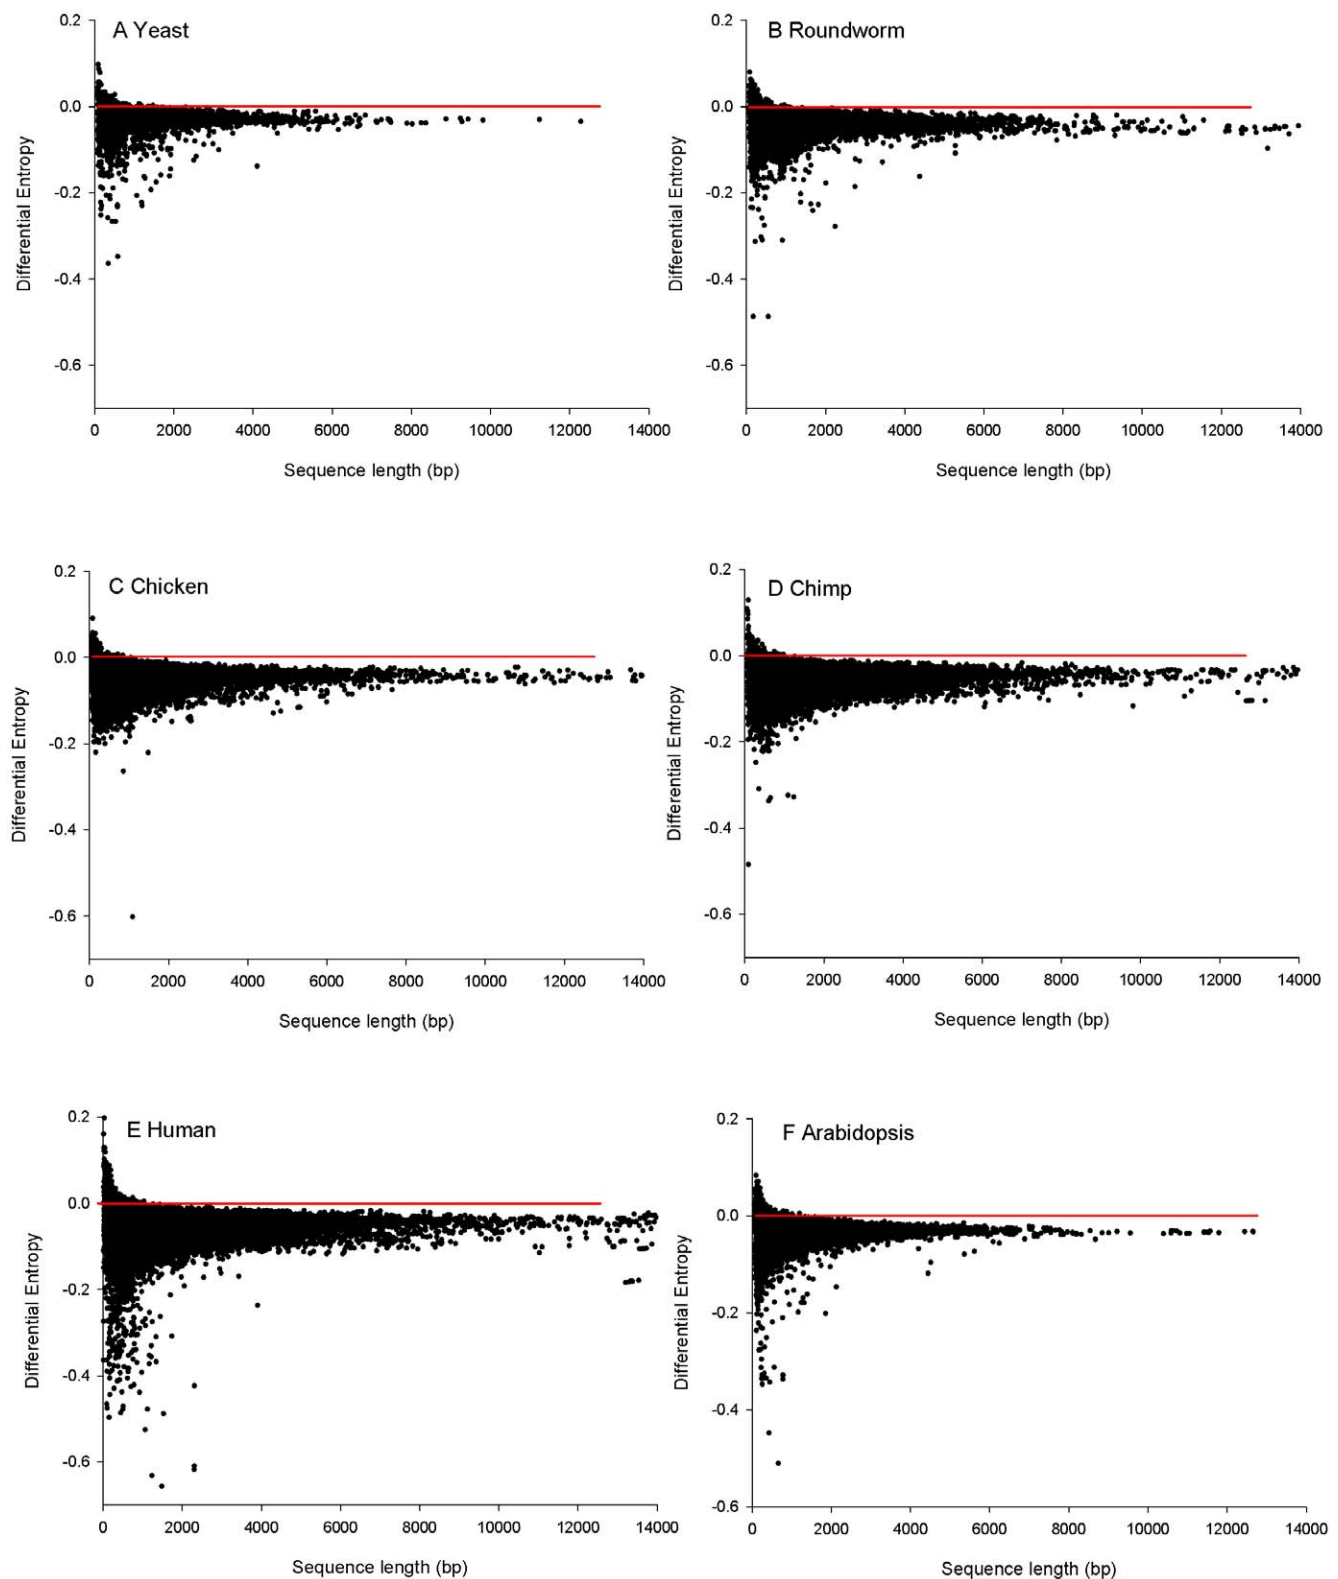 A Yeast
0.2
0.0
-0.2
-0.4
-0.6
Differential Entropy
0 2000 4000 6000 8000 10000 12000 14000
Sequence length (bp)
B Roundworm
0.2
0.0
-0.2
-0.4
-0.6
Differential Entropy
0 2000 4000 6000 8000 10000 12000 14000
Sequence length (bp)
C Chicken
0.2
0.0
-0.2
-0.4
-0.6
Differential Entropy
0 2000 4000 6000 8000 10000 12000 14000
Sequence length (bp)
D Chimp
0.2
0.0
-0.2
-0.4
-0.6
Differential Entropy
0 2000 4000 6000 8000 10000 12000 14000
Sequence length (bp)
E Human
0.2
0.0
-0.2
-0.4
-0.6
Differential Entropy
0 2000 4000 6000 8000 10000 12000 14000
Sequence length (bp)
F Arabidopsis
0.2
0.0
-0.2
-0.4
-0.6
Differential Entropy
0 2000 4000 6000 8000 10000 12000 14000
Sequence length (bp)